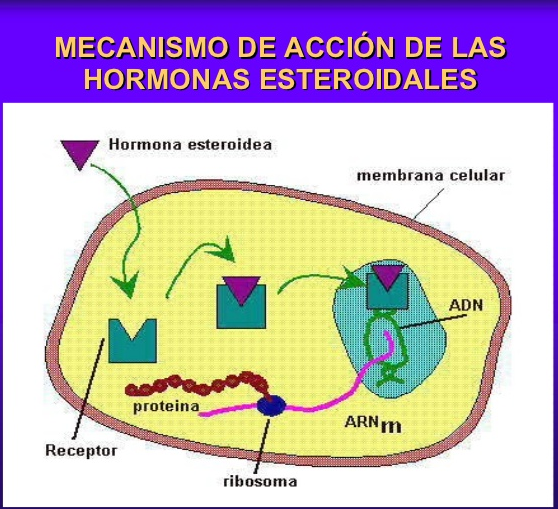 MECANISMO DE ACCIÓN DE LAS
HORMONAS ESTEROIDALES
Hormona esteroidea
membrana celular
ADN
proteina
ARNm
Receptor
ribosoma